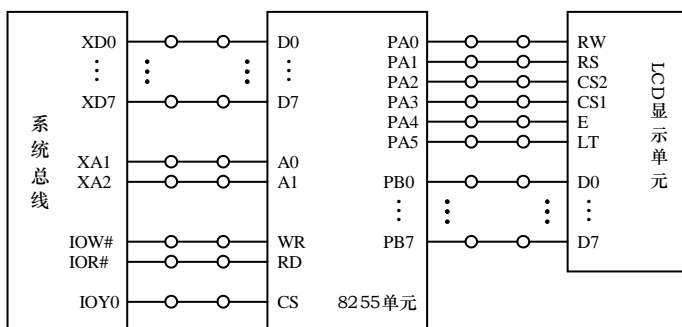 XD0 D0 PA0 RW
PA1 RS
PA2 CS2
XD7 D7 PA3 CS1
PA4 E
PA5 LT
XA1 A0
XA2 A1 PB0 D0
IOW# WR PB7 D7
IOR# RD
IOY0 CS 8255单元
系统总线
LCD显示单元